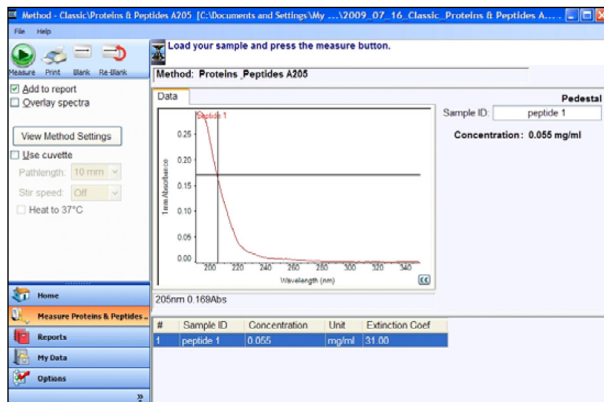 Method - Classic\Proteins & Peptides A205 [C:\Documents and Settings\My ...\2009_07_16_Classic_Proteins & Peptides A...
File Help
Measure Print Blank Re-Blank
Load your sample and press the measure button.
Method: Proteins Peptides A205
Add to report
Overlay spectra
View Method Settings
Use cuvette
Pathlength: 10 mm
Stir speed: Off
Heat to 37°C
Data
Peptide 1
1mm Absorbance
0.25
0.20
0.15
0.10
0.05
0.00
200 220 240 260 280 300 320 340
Wavelength (nm)
205nm 0.169Abs
Pedestal
Sample ID: peptide 1
Concentration: 0.055 mg/ml
Home
Measure Proteins & Peptides ..
Reports
My Data
Options
# Sample ID Concentration Unit Extinction Coef
1 peptide 1 0.055 mg/ml 31.00